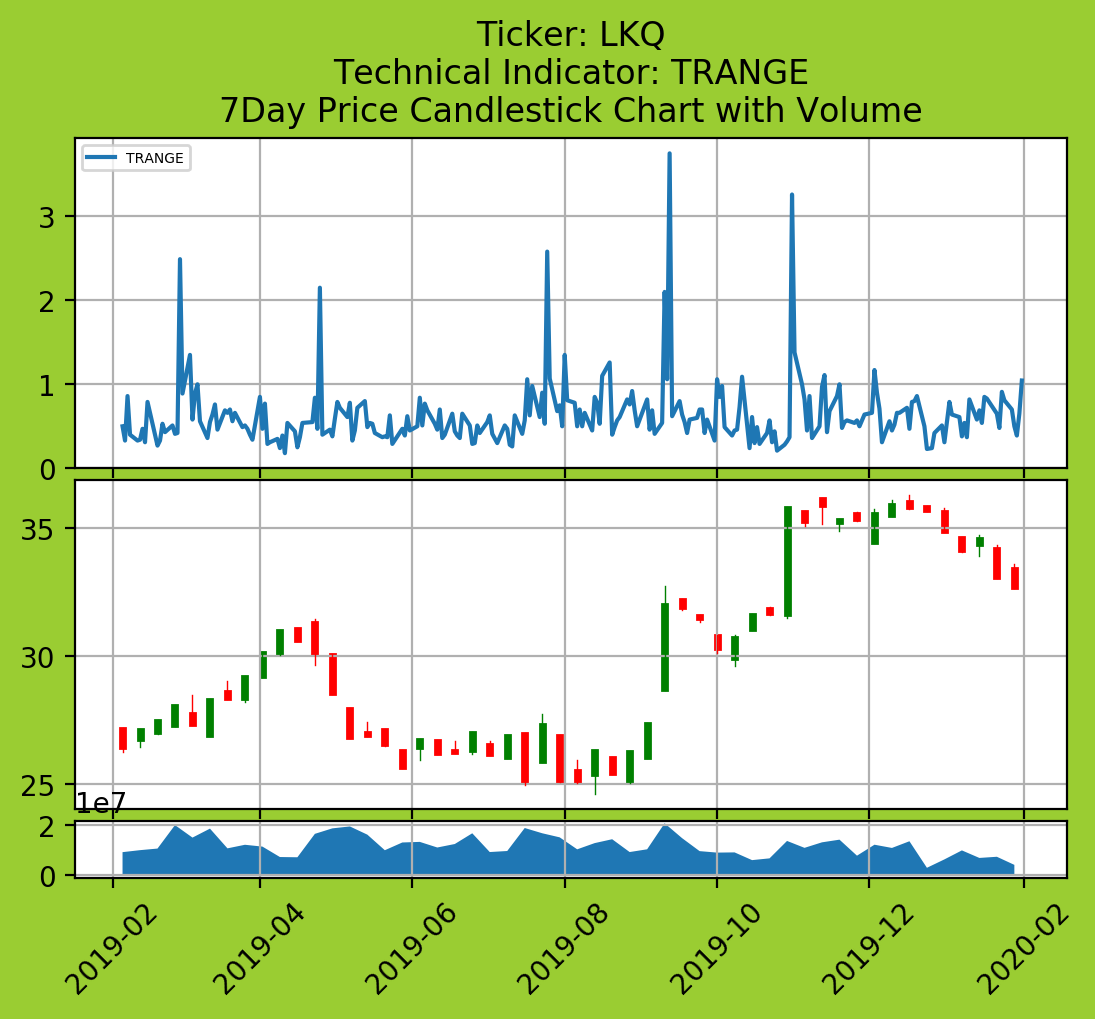 Ticker: LKQ
Technical Indicator: TRANGE
7Day Price Candlestick Chart with Volume
TRANGE
3
2
1
0
35
30
25
1e7
2
0
2019-02 2019-04 2019-06 2019-08 2019-10 2019-12 2020-02